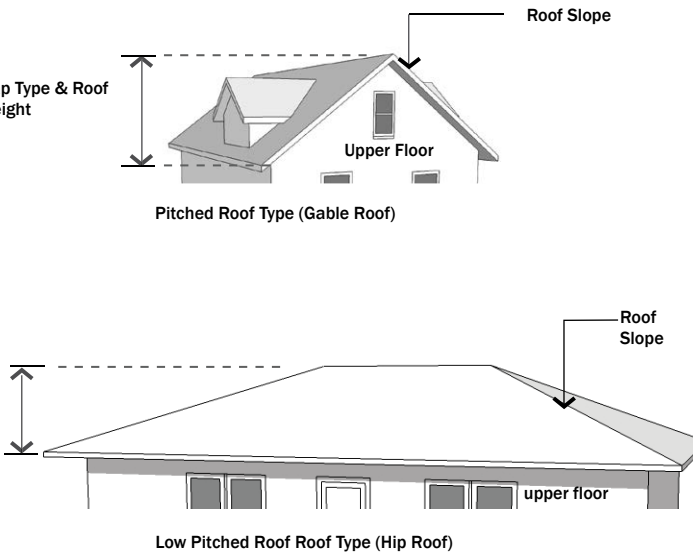 Roof Slope
p Type & Roof
eight
Upper Floor
Pitched Roof Type (Gable Roof)
Roof
Slope
upper floor
Low Pitched Roof Roof Type (Hip Roof)